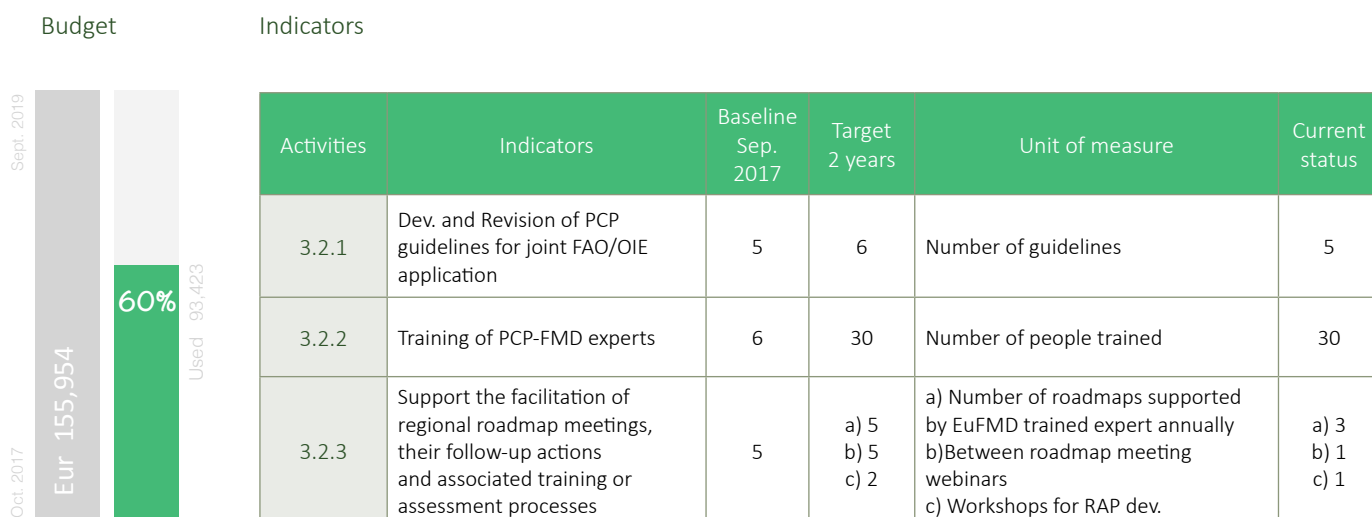 Budget
Indicators
Sept. 2019
Oct. 2017
Eur 155,954
60%
Used 93,423
Activities
Indicators
Baseline
Sep.
2017
Target
2 years
Unit of measure
Current
status
3.2.1
Dev. and Revision of PCP
guidelines for joint FAO/OIE
application
5
6
Number of guidelines
5
3.2.2
Training of PCP-FMD experts
6
30
Number of people trained
30
3.2.3
Support the facilitation of
regional roadmap meetings,
their follow-up actions
and associated training or
assessment processes
5
a) 5
b) 5
c) 2
a) Number of roadmaps supported
by EuFMD trained expert annually
b)Between roadmap meeting
webinars
c) Workshops for RAP dev.
a) 3
b) 1
c) 1